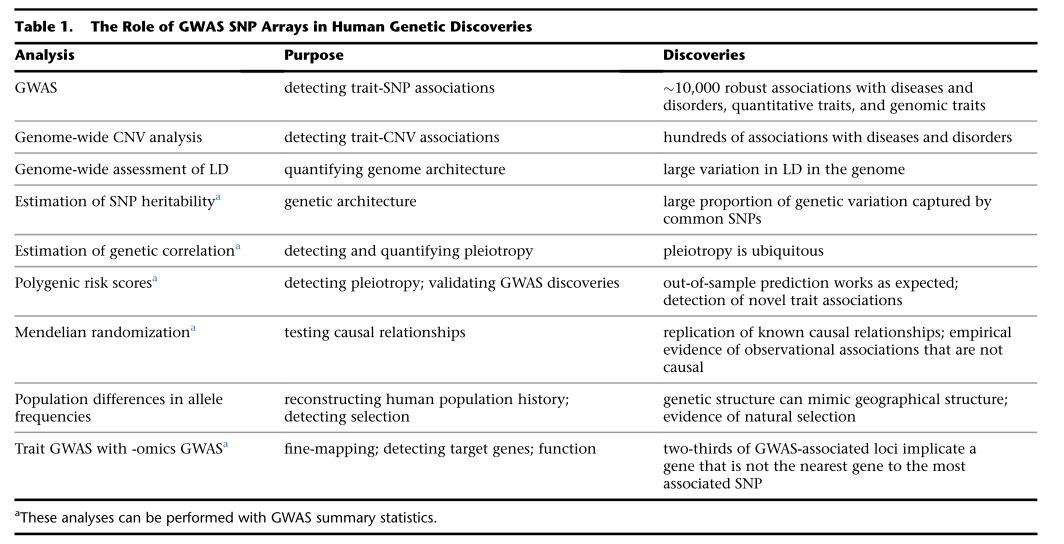 Table 1. The Role of GWAS SNP Arrays in Human Genetic Discoveries
Analysis Purpose Discoveries
GWAS detecting trait-SNP associations ~10,000 robust associations with diseases and
disorders, quantitative traits, and genomic traits
Genome-wide CNV analysis detecting trait-CNV associations hundreds of associations with diseases and disorders
Genome-wide assessment of LD quantifying genome architecture large variation in LD in the genome
Estimation of SNP heritabilityᵃ genetic architecture large proportion of genetic variation captured by
common SNPs
Estimation of genetic correlationᵃ detecting and quantifying pleiotropy pleiotropy is ubiquitous
Polygenic risk scoresᵃ detecting pleiotropy; validating GWAS discoveries out-of-sample prediction works as expected;
detection of novel trait associations
Mendelian randomizationᵃ testing causal relationships replication of known causal relationships; empirical
evidence of observational associations that are not
causal
Population differences in allele reconstructing human population history; genetic structure can mimic geographical structure;
frequencies detecting selection evidence of natural selection
Trait GWAS with -omics GWASᵃ fine-mapping; detecting target genes; function two-thirds of GWAS-associated loci implicate a
gene that is not the nearest gene to the most
associated SNP
ᵃThese analyses can be performed with GWAS summary statistics.